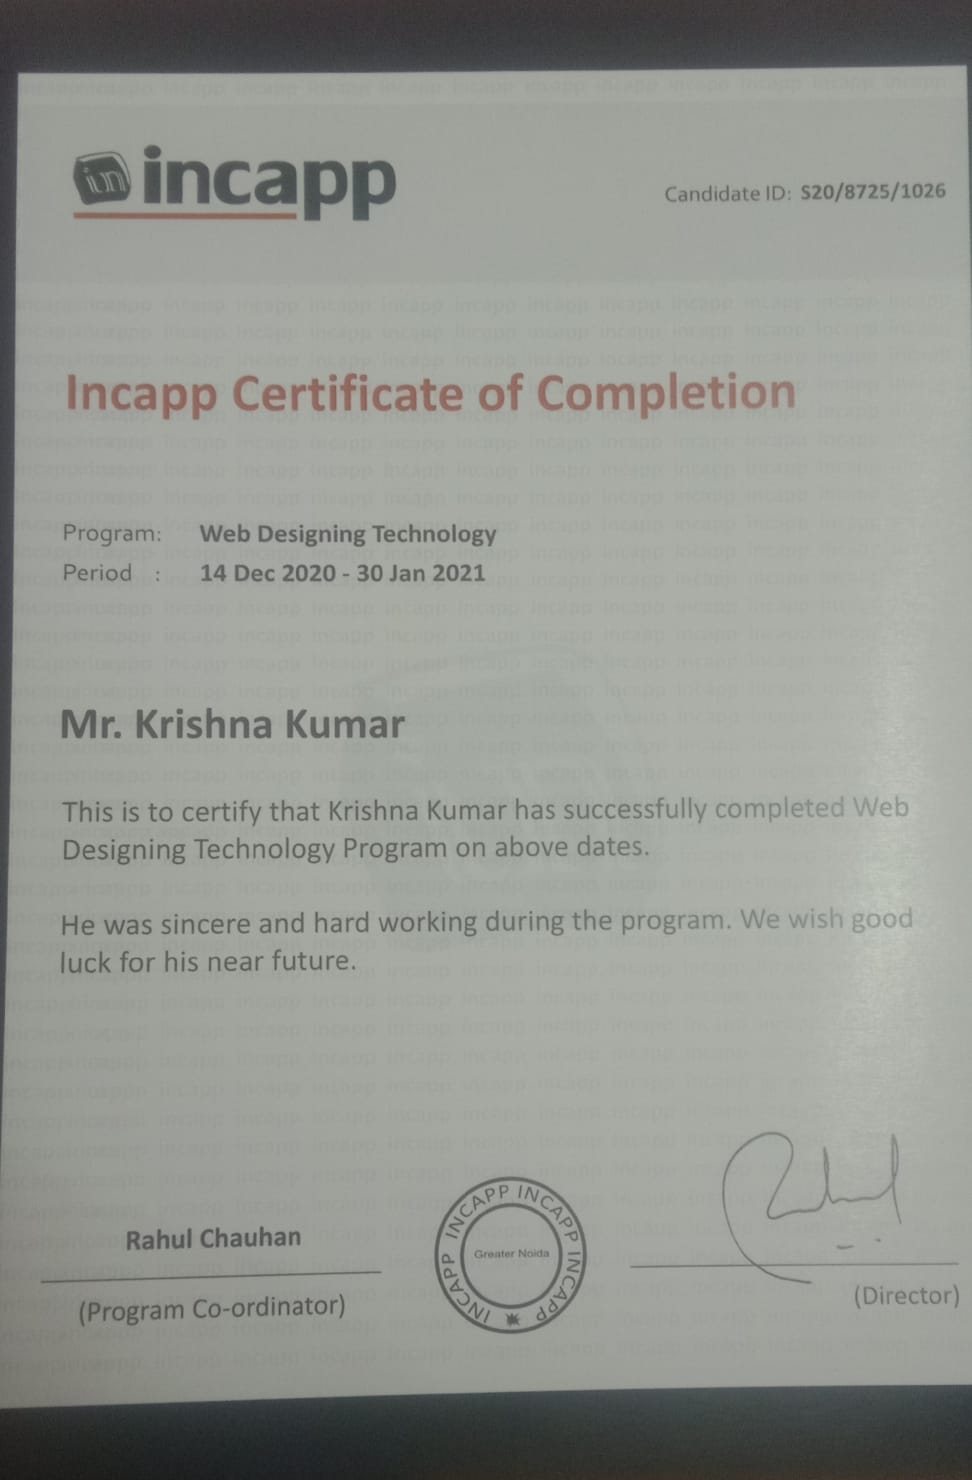 in incapp
Candidate ID: S20/8725/1026
Incapp Certificate of Completion
Program: Web Designing Technology
Period : 14 Dec 2020 - 30 Jan 2021
Mr. Krishna Kumar
This is to certify that Krishna Kumar has successfully completed Web
Designing Technology Program on above dates.
He was sincere and hard working during the program. We wish good
luck for his near future.
Rahul Chauhan
(Program Co-ordinator)
INCAPP INCAPP INCAPP INCAPP
Greater Noida
Rahul
(Director)